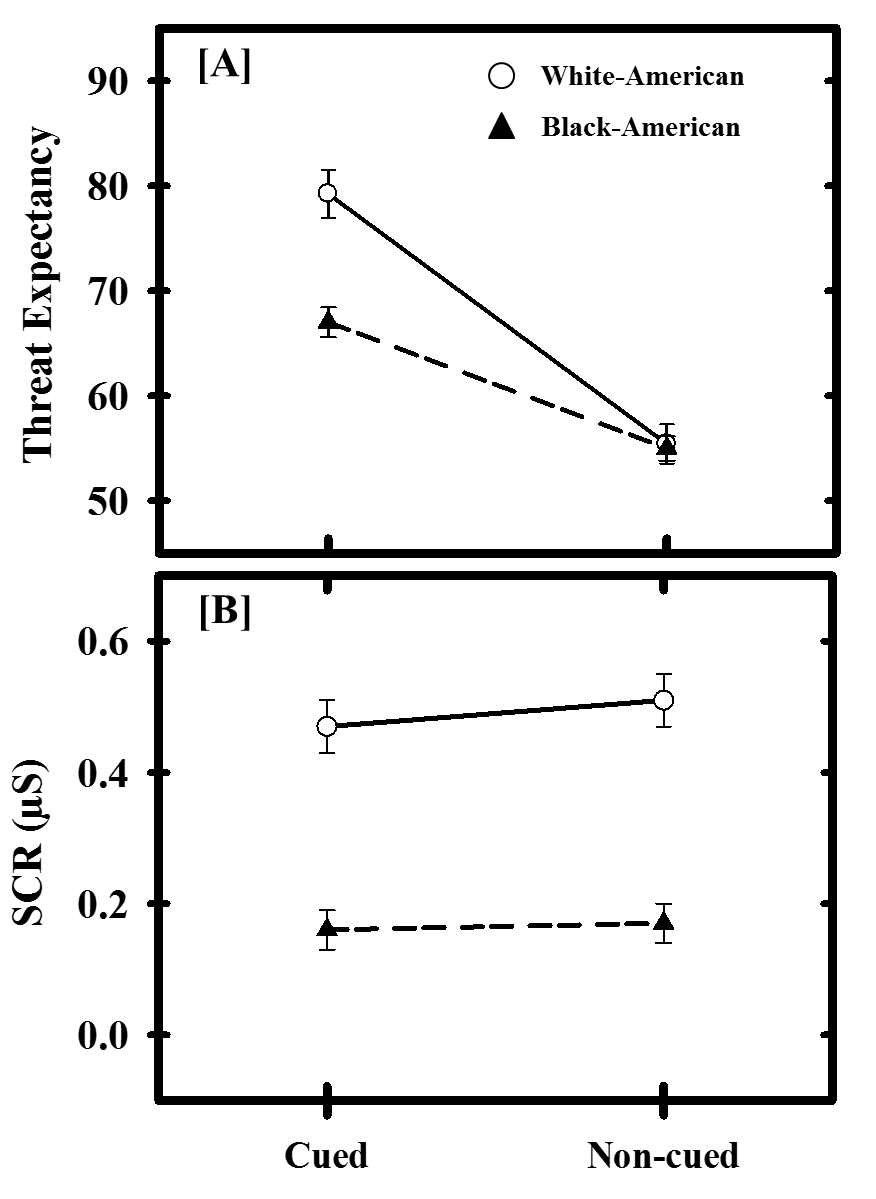 [A]
White-American
Black-American
90
80
70
60
50
Threat Expectancy
[B]
0.6
0.4
0.2
0.0
SCR (µS)
Cued Non-cued